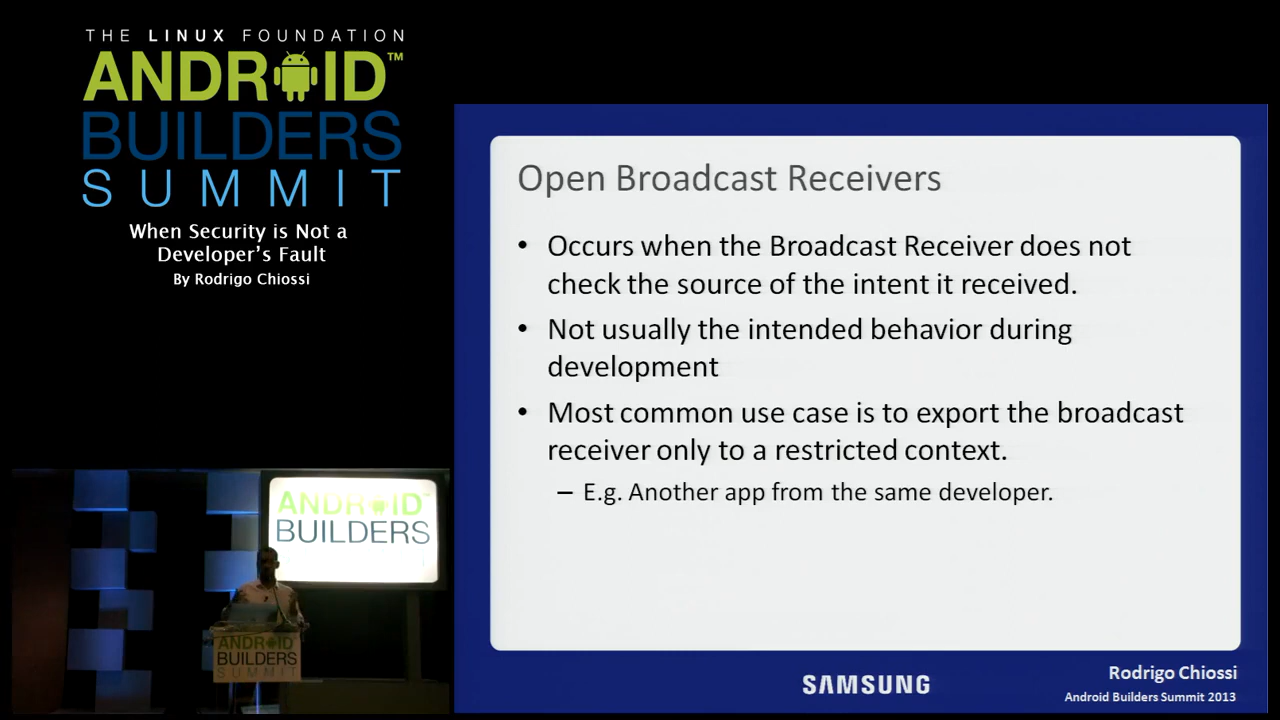 THE LINUX FOUNDATION
ANDROID™
BUILDERS
SUMMIT
When Security is Not a
Developer's Fault
By Rodrigo Chiossi
Open Broadcast Receivers
• Occurs when the Broadcast Receiver does not
check the source of the intent it received.
• Not usually the intended behavior during
development
• Most common use case is to export the broadcast
receiver only to a restricted context.
– E.g. Another app from the same developer.
SAMSUNG
Rodrigo Chiossi
Android Builders Summit 2013
ANDROID™
BUILDERS
ANDROID
BUILDERS
SUMMIT